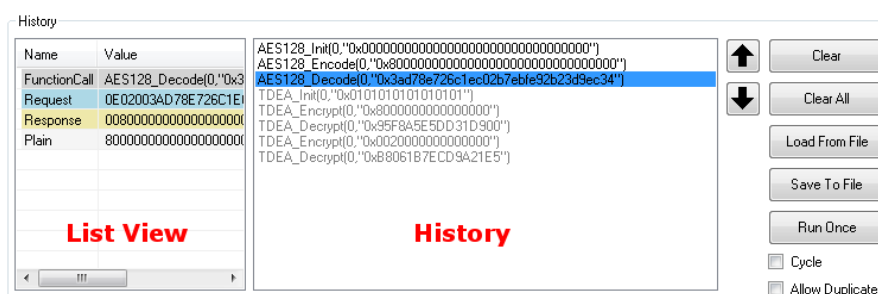 History
Name Value
FunctionCall AES128_Decode(0,"0x3
Request 0E02003AD78E726C1E
Response 008000000000000000
Plain 800000000000000000
List View
AES128_Init(0,"0x00000000000000000000000000000000")
AES128_Encode(0,"0x80000000000000000000000000000000")
AES128_Decode(0,"0x3ad78e726c1ec02b7ebfe92b23d9ec34")
TDEA_Init(0,"0x0101010101010101")
TDEA_Encrypt(0,"0x8000000000000000")
TDEA_Decrypt(0,"0x95F8A5E5DD31D900")
TDEA_Encrypt(0,"0x0020000000000000")
TDEA_Decrypt(0,"0xB8061B7ECD9A21E5")
History
Clear
Clear All
Load From File
Save To File
Run Once
Cycle
Allow Duplicate